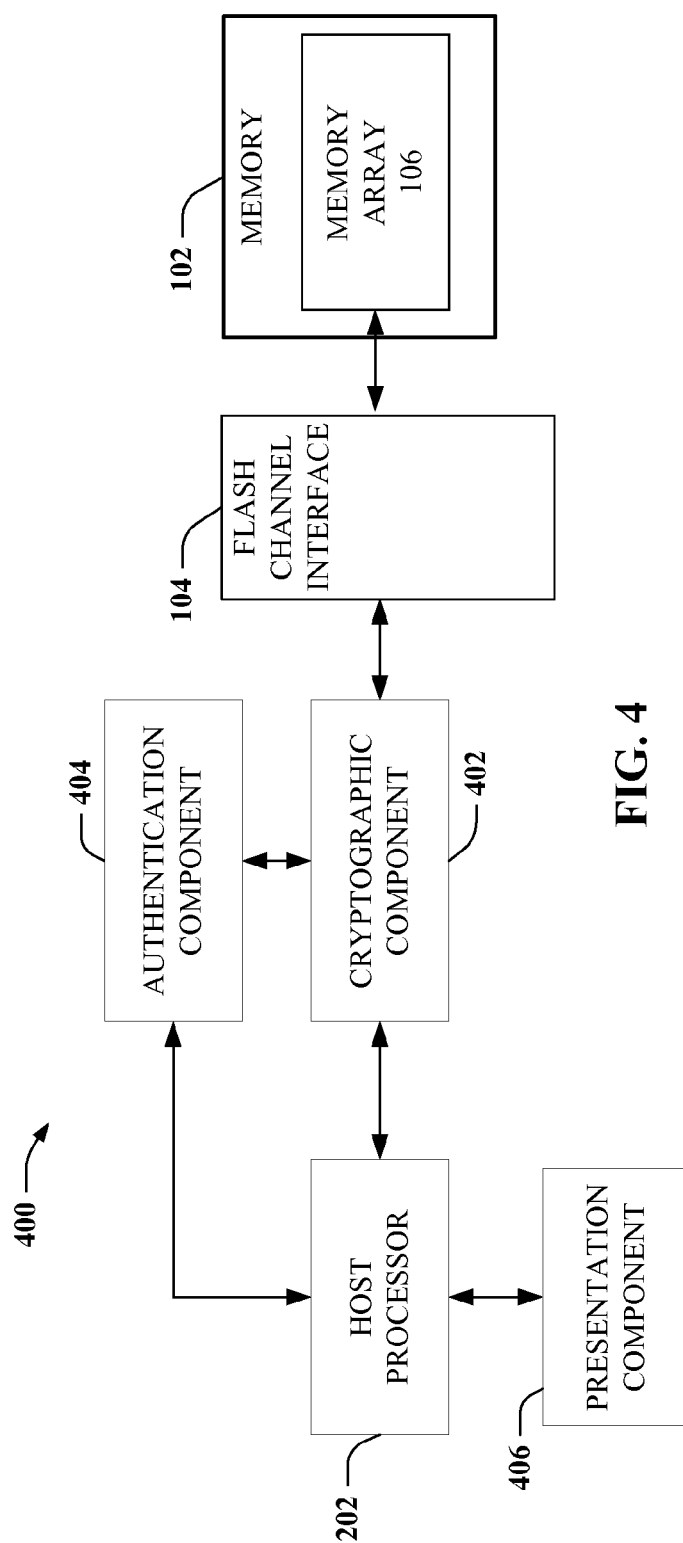 400
404
AUTHENTICATION
COMPONENT
104
102
HOST
PROCESSOR
202
CRYPTOGRAPHIC
COMPONENT
402
FLASH
CHANNEL
INTERFACE
MEMORY
MEMORY
ARRAY
106
406
PRESENTATION
COMPONENT
FIG. 4